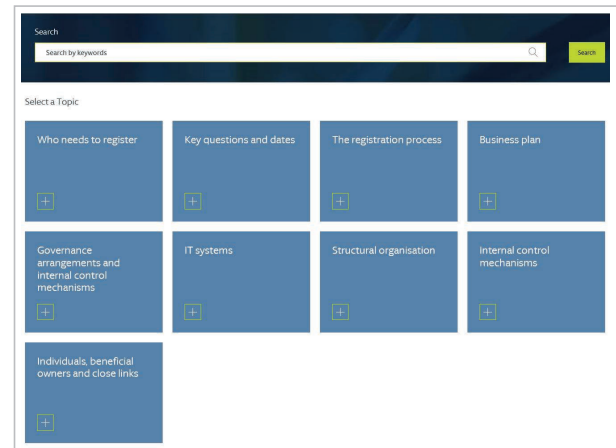 Search
Search by keywords
Search
Select a Topic
Who needs to register
Key questions and dates
The registration process
Business plan
Governance
arrangements and
internal control
mechanisms
IT systems
Structural organisation
Internal control
mechanisms
Individuals, beneficial
owners and close links